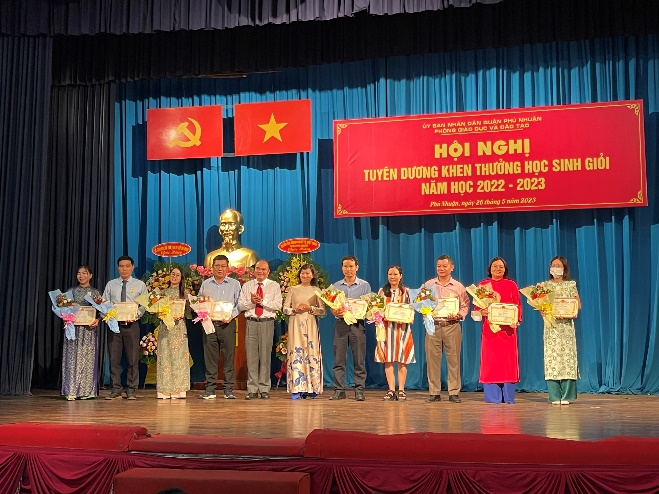 ỦY BAN NHÂN DÂN QUẬN PHÚ NHUẬN
PHÒNG GIÁO DỤC VÀ ĐÀO TẠO
HỘI NGHỊ
TUYÊN DƯƠNG KHEN THƯỞNG HỌC SINH GIỎI
NĂM HỌC 2022 - 2023
Phú Nhuận, ngày 26 tháng 5 năm 2023